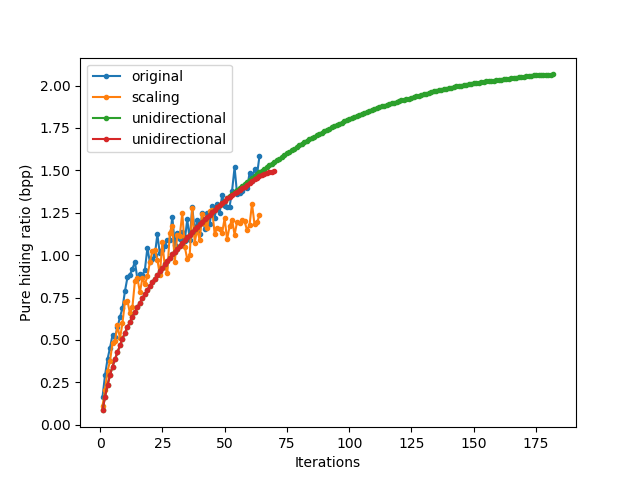 original
scaling
unidirectional
unidirectional
2.00
1.75
1.50
1.25
1.00
0.75
0.50
0.25
0.00
Pure hiding ratio (bpp)
0 25 50 75 100 125 150 175
Iterations